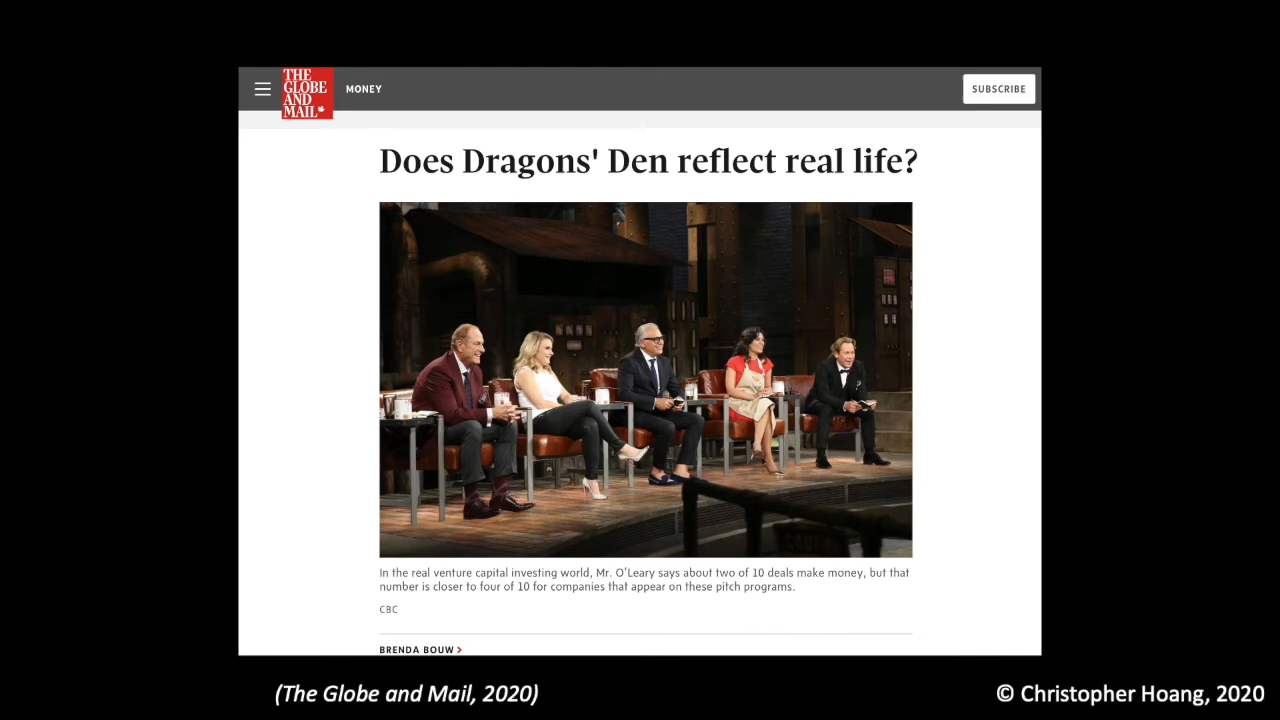 THE
GLOBE
AND
MAIL
MONEY
SUBSCRIBE
Does Dragons' Den reflect real life?
In the real venture capital investing world, Mr. O'Leary says about two of 10 deals make money, but that
number is closer to four of 10 for companies that appear on these pitch programs.
CBC
BRENDA BOUW >
(The Globe and Mail, 2020)
© Christopher Hoang, 2020